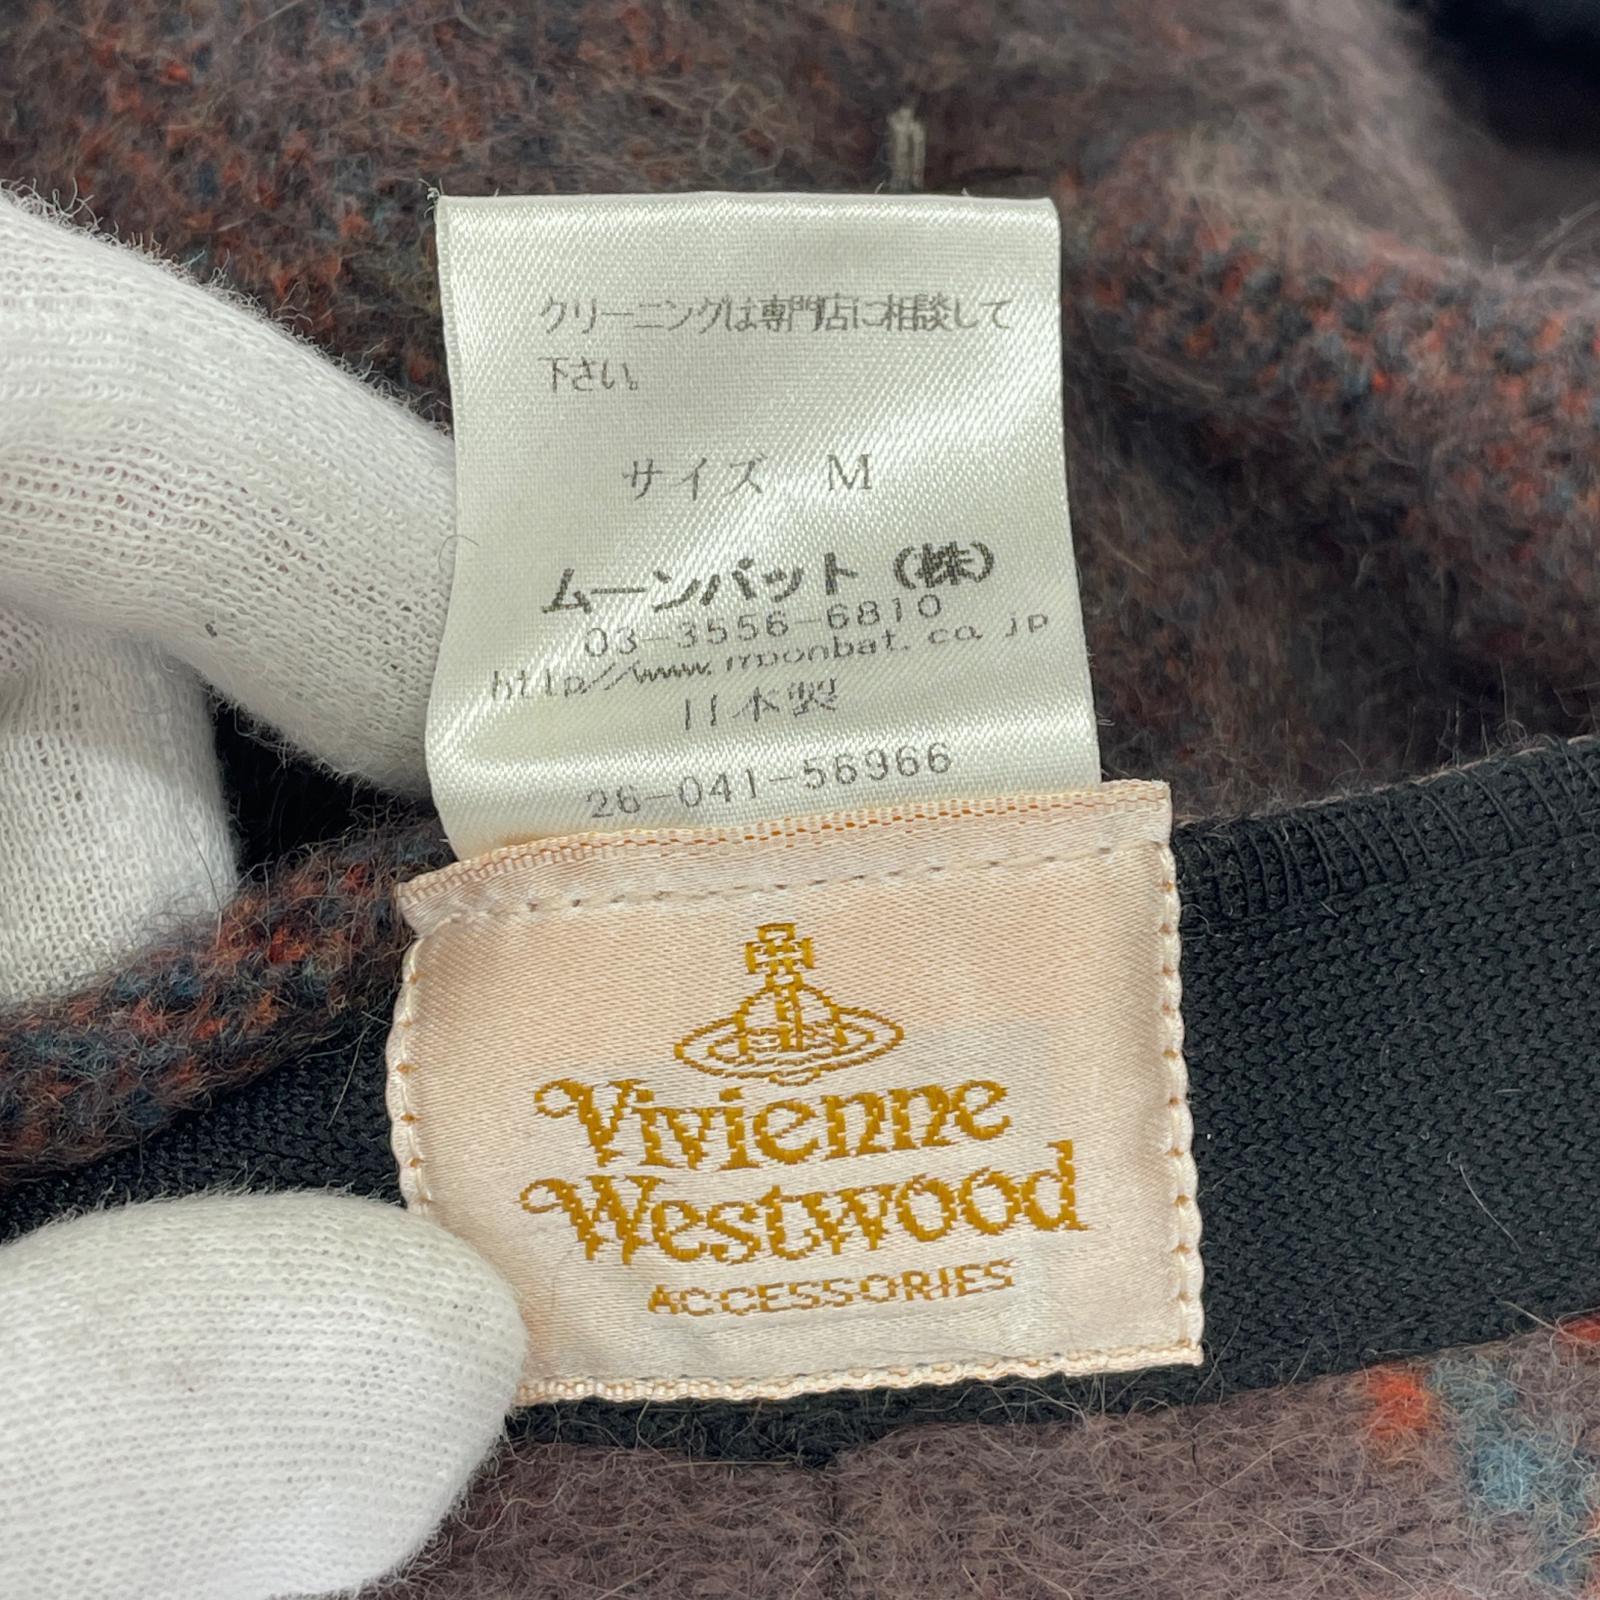 クリーニングは専門店に相談して
下さい。
サイズ M
ムーンバット（株）
03-3556-6810
http//www.moonbat.co.jp
日本製
26-041-56966
Vivienne
Westwood
ACCESSORIES